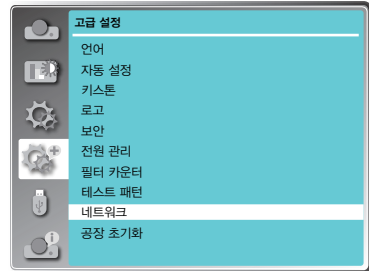 고급 설정
언어
자동 설정
키스톤
로고
보안
전원 관리
필터 카운터
테스트 패턴
네트워크
공장 초기화